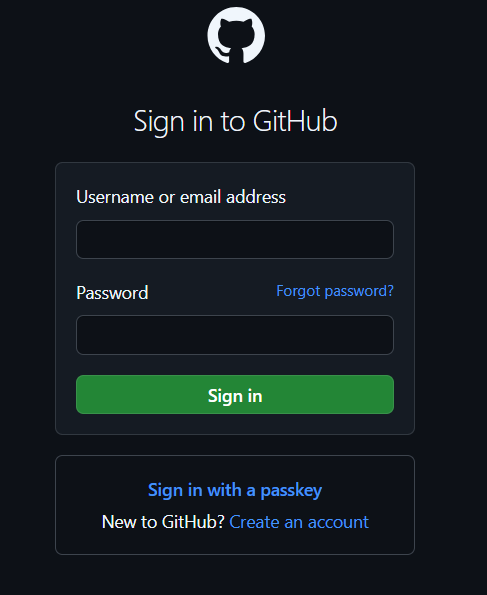 Sign in to GitHub
Username or email address
Password Forgot password?
Sign in
Sign in with a passkey
New to GitHub? Create an account